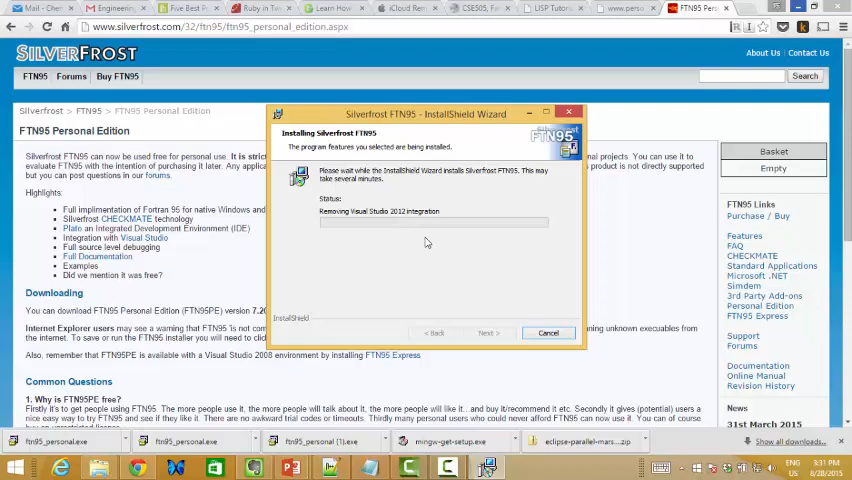 Mail - Cher
Engineering
Five Best P
Ruby in Tw
Learn Howi
iCloud Rem
CSE505, Fa
LISP Tutori
www.perso
FTN95 Pers
www.silverfrost.com/32/ftn95/ftn95_personal_edition.aspx
SILVERFROST
About Us Contact Us
FTN95 Forums Buy FTN95
Search
Silverfrost > FTN95 > FTN95 Personal Edition
FTN95 Personal Edition
Silverfrost FTN95 can now be used free for personal use. It is stric
evaluate FTN95 with the intention of purchasing it later. Any applic
but you can post questions in our forums.
al projects. You can use it to
s product is not directly supported
Highlights:
Full implimentation of Fortran 95 for native Windows and
Silverfrost CHECKMATE technology
Plato an Integrated Development Environment (IDE)
Integration with Visual Studio
Full source level debugging
Full Documentation
Examples
Did we mention it was free?
Downloading
You can download FTN95 Personal Edition (FTN95PE) version 7.20
Internet Explorer users may see a warning that FTN95 is not com
the internet. To save or run the FTN95 installer you will need to clic
ning unknown execuables from
Also, remember that FTN95PE is available with a Visual Studio 2008 environment by installing FTN95 Express
Common Questions
1. Why is FTN95PE free?
Firstly it's to get people using FTN95. The more people use it, the more people will talk about it, the more people will like it...and buy it/recommend it etc. Secondly it gives (potential) users a
nice easy way to try it and see if they like it. There are no awkward trial codes or timeouts. Thirdly many personal users could never afford FTN95 but now they can.
Basket
Empty
FTN95 Links
Purchase / Buy
Features
FAQ
CHECKMATE
Standard Applications
Microsoft .NET
Simdem
3rd Party Add-ons
Personal Edition
FTN95 Express
Support
Forums
Documentation
Online Manual
Revision History
News
31st March 2015
Silverfrost FTN95 - InstallShield Wizard
Installing Silverfrost FTN95
The program features you selected are being installed.
FTN95
Please wait while the InstallShield Wizard installs Silverfrost FTN95. This may
take several minutes.
Status:
Removing Visual Studio 2012 integration
InstallShield
< Back
Next >
Cancel
ftn95_personal.exe
ftn95_personal.exe
ftn95_personal (1).exe
mingw-get-setup.exe
eclipse-parallel-mars....zip
Show all downloads...
ENG
US
3:31 PM
8/28/2015